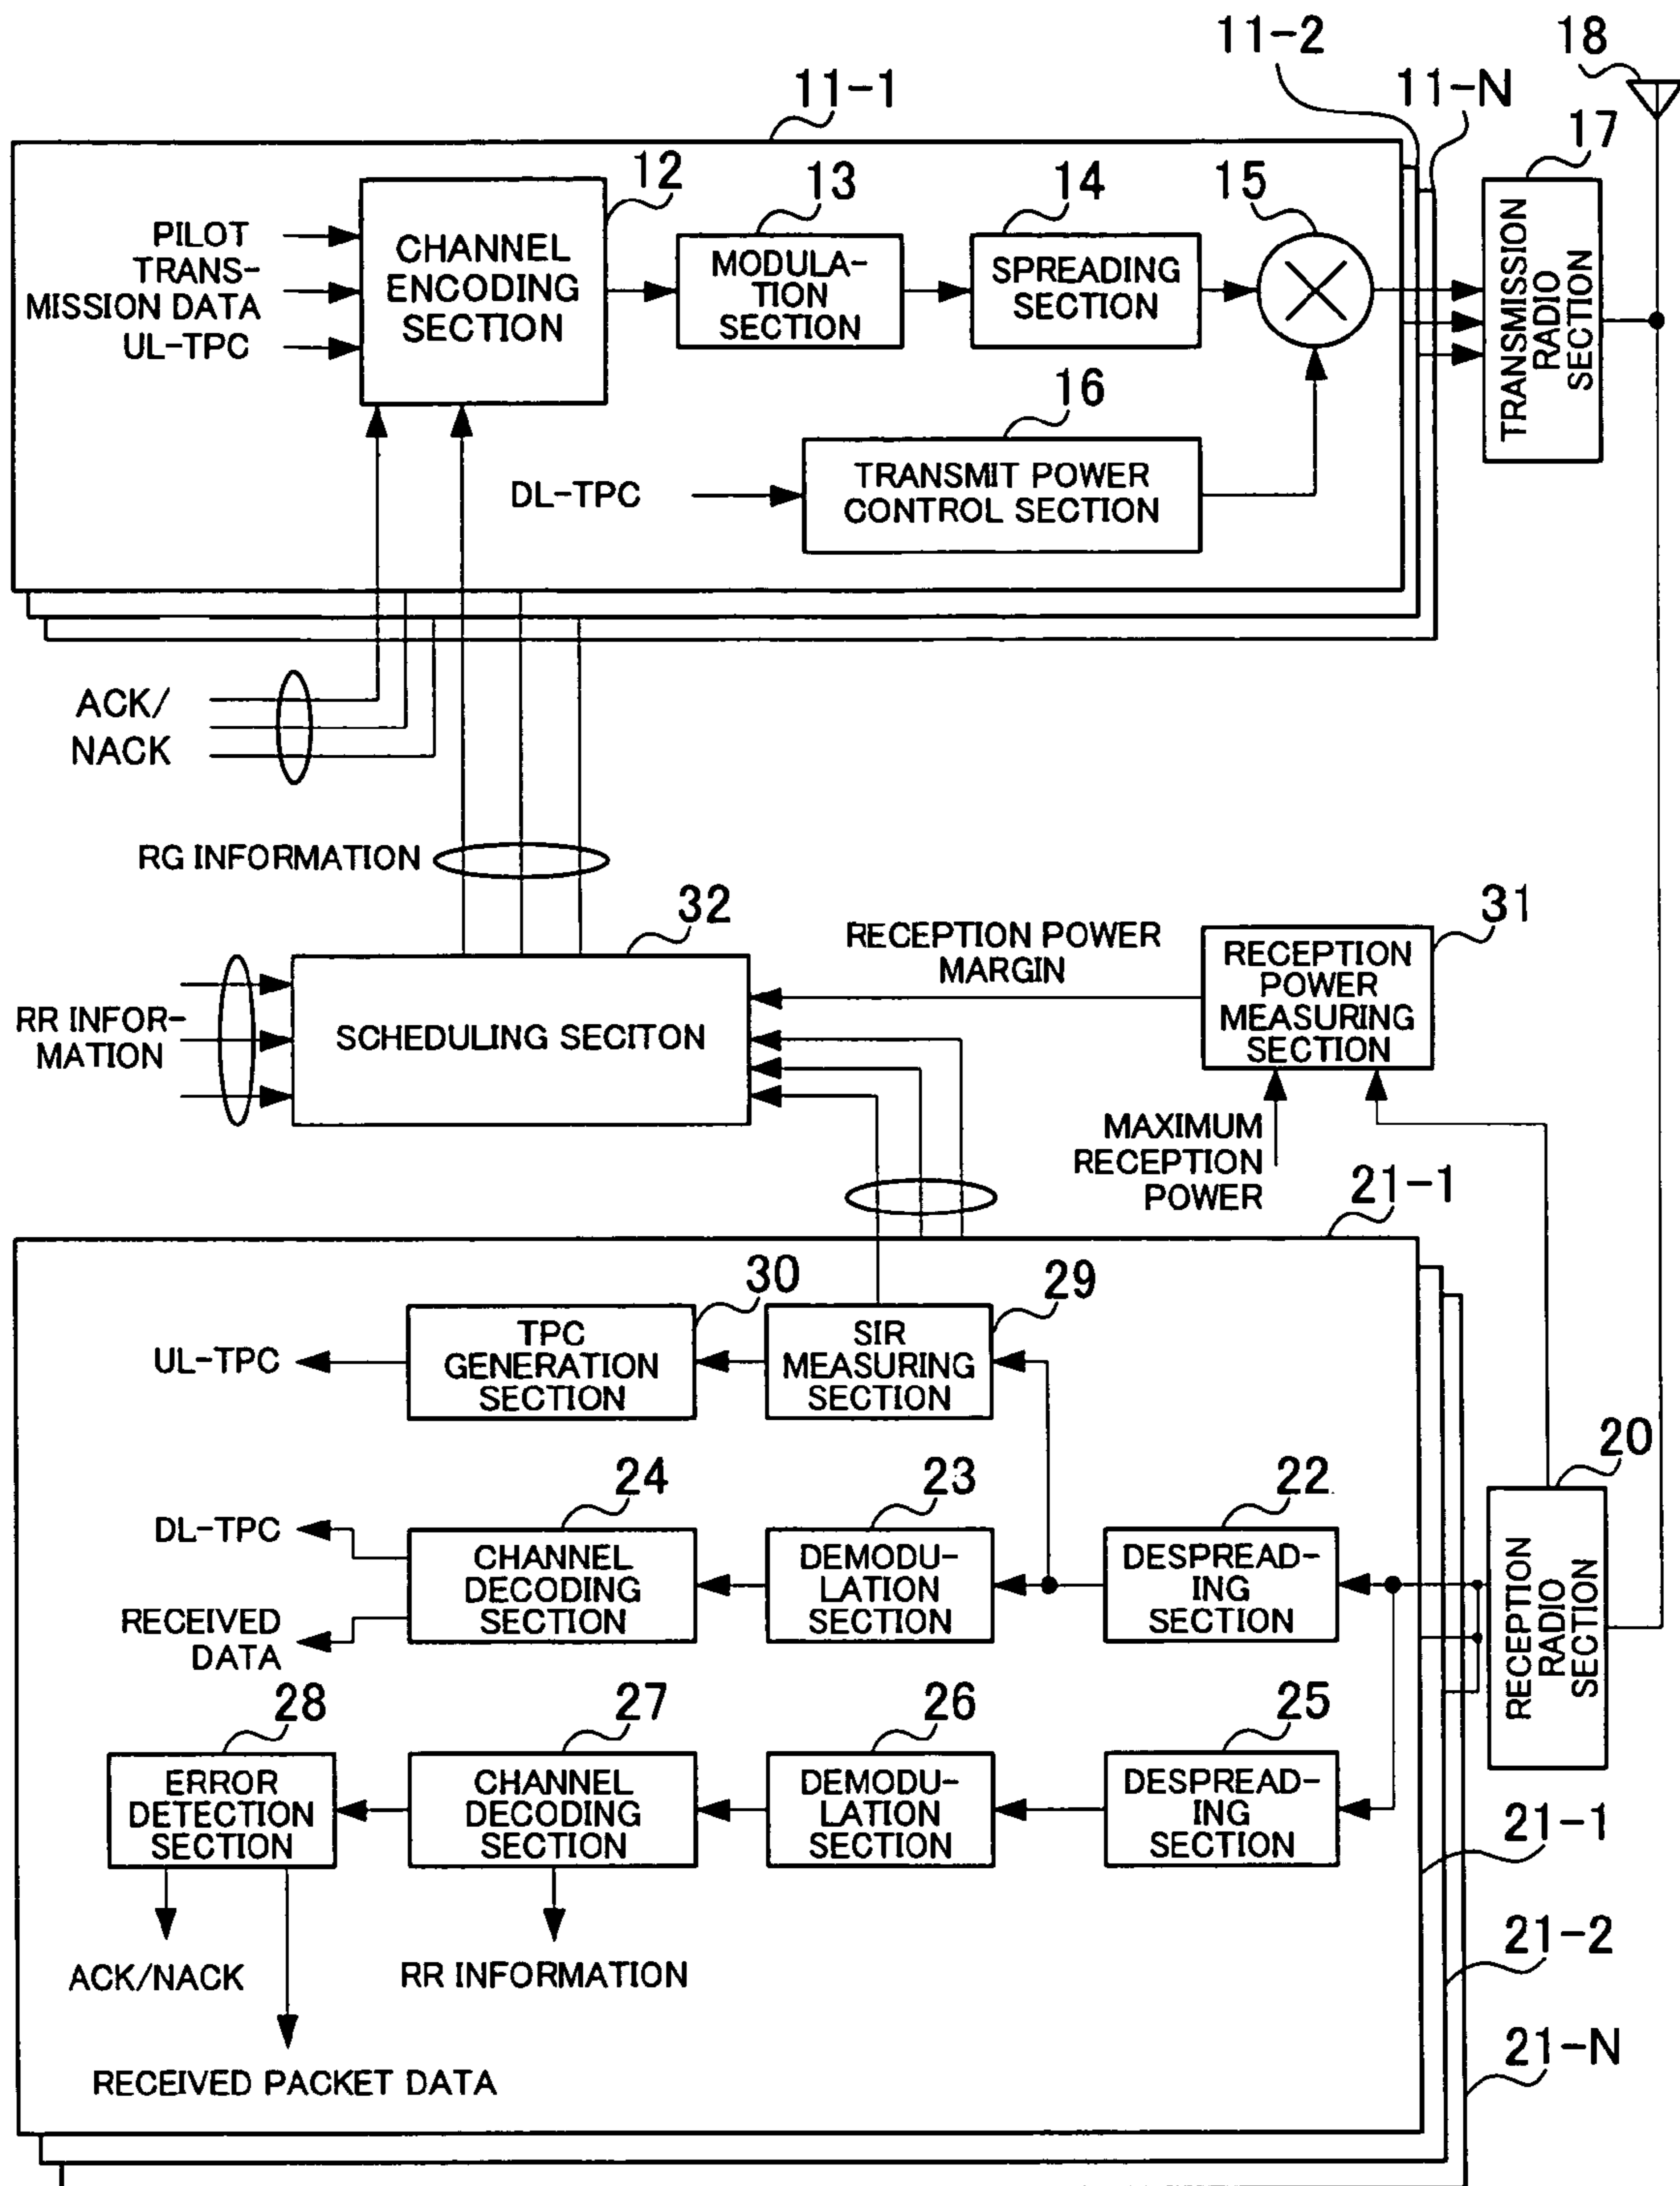 11-2
18
11-1
11-N
17
12
13
14
15
PILOT
TRANS-
MISSION DATA
UL-TPC
CHANNEL
ENCODING
SECTION
MODULA-
TION
SECTION
SPREADING
SECTION
TRANSMISSION
RADIO
SECTION
16
DL-TPC
TRANSMIT POWER
CONTROL SECTION
ACK/
NACK
RG INFORMATION
32
31
RECEPTION POWER
MARGIN
RECEPTION
POWER
MEASURING
SECTION
RR INFOR-
MATION
SCHEDULING SECITON
MAXIMUM
RECEPTION
POWER
21-1
30
29
UL-TPC
TPC
GENERATION
SECTION
SIR
MEASURING
SECTION
20
24
23
22
DL-TPC
RECEIVED
DATA
CHANNEL
DECODING
SECTION
DEMODU-
LATION
SECTION
DESPREAD-
ING
SECTION
RECEPTION
RADIO
SECTION
28
27
26
25
ERROR
DETECTION
SECTION
CHANNEL
DECODING
SECTION
DEMODU-
LATION
SECTION
DESPREAD-
ING
SECTION
21-1
ACK/NACK
RR INFORMATION
21-2
RECEIVED PACKET DATA
21-N